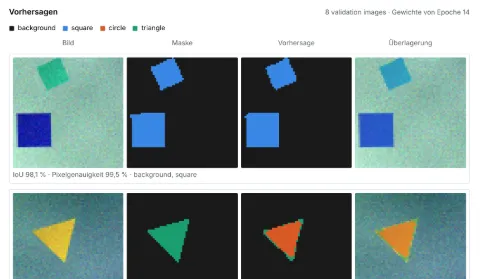 Vorhersagen
8 validation images · Gewichte von Epoche 14
background square circle triangle
Bild Maske Vorhersage Überlagerung
IoU 98,1 % · Pixelgenauigkeit 99,5 % · background, square